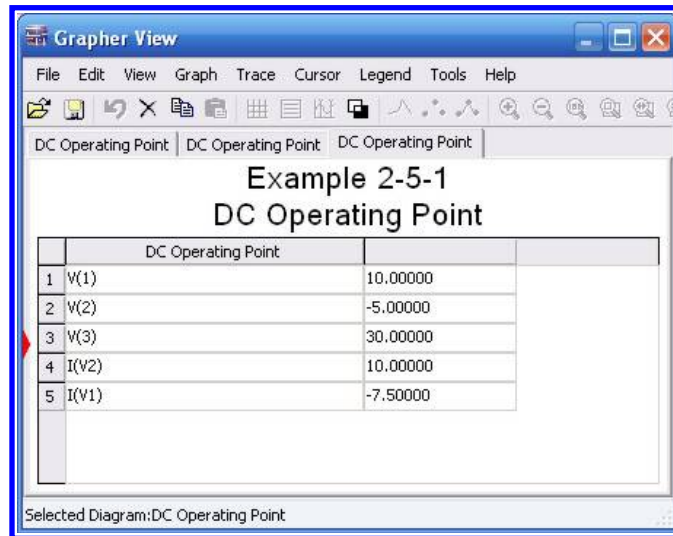 Grapher View
File Edit View Graph Trace Cursor Legend Tools Help
DC Operating Point DC Operating Point DC Operating Point
Example 2-5-1
DC Operating Point
DC Operating Point
1 V(1) 10.00000
2 V(2) -5.00000
3 V(3) 30.00000
4 I(V2) 10.00000
5 I(V1) -7.50000
Selected Diagram:DC Operating Point